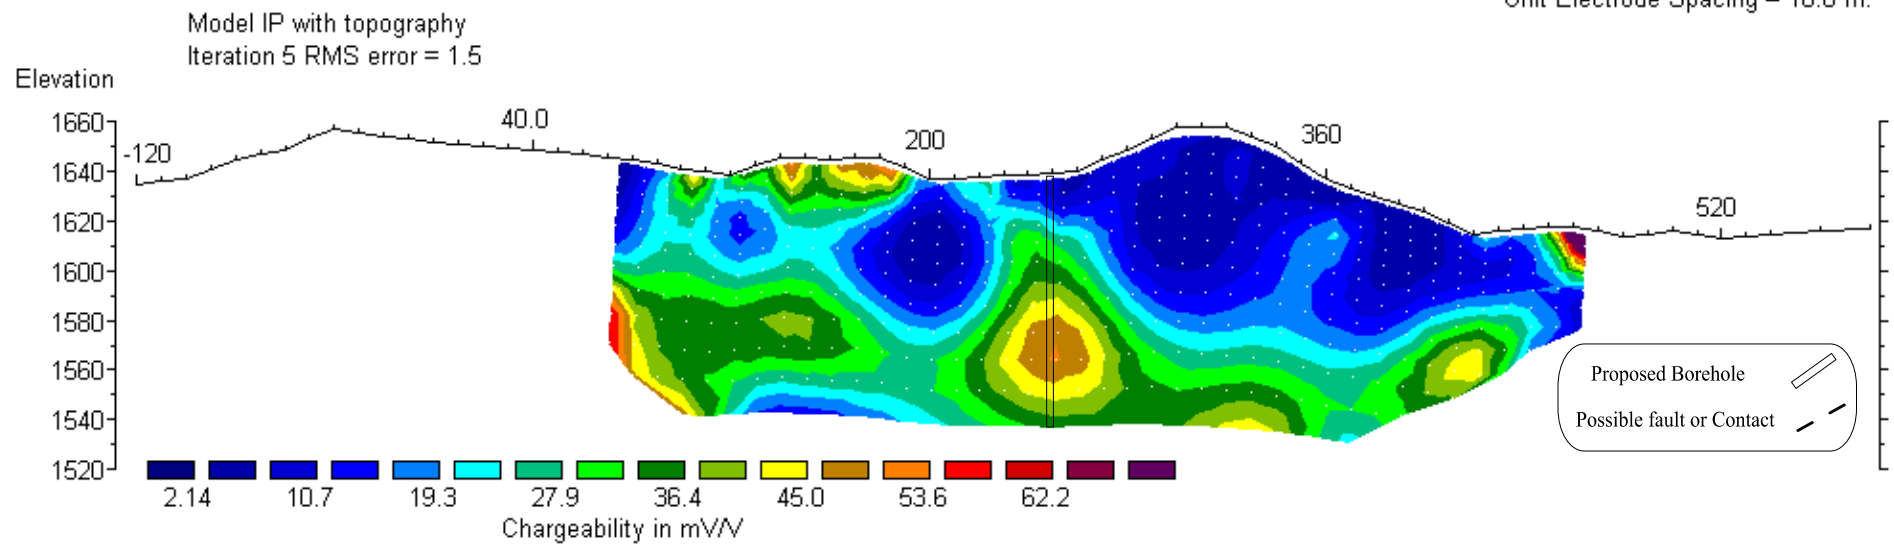 Model IP with topography
Iteration 5 RMS error = 1.5
Elevation
1660
1640
1620
1600
1580
1560
1540
1520
-120
40.0
200
360
520
Proposed Borehole
Possible fault or Contact
2.14 10.7 19.3 27.9 36.4 45.0 53.6 62.2
Chargeability in mV/V